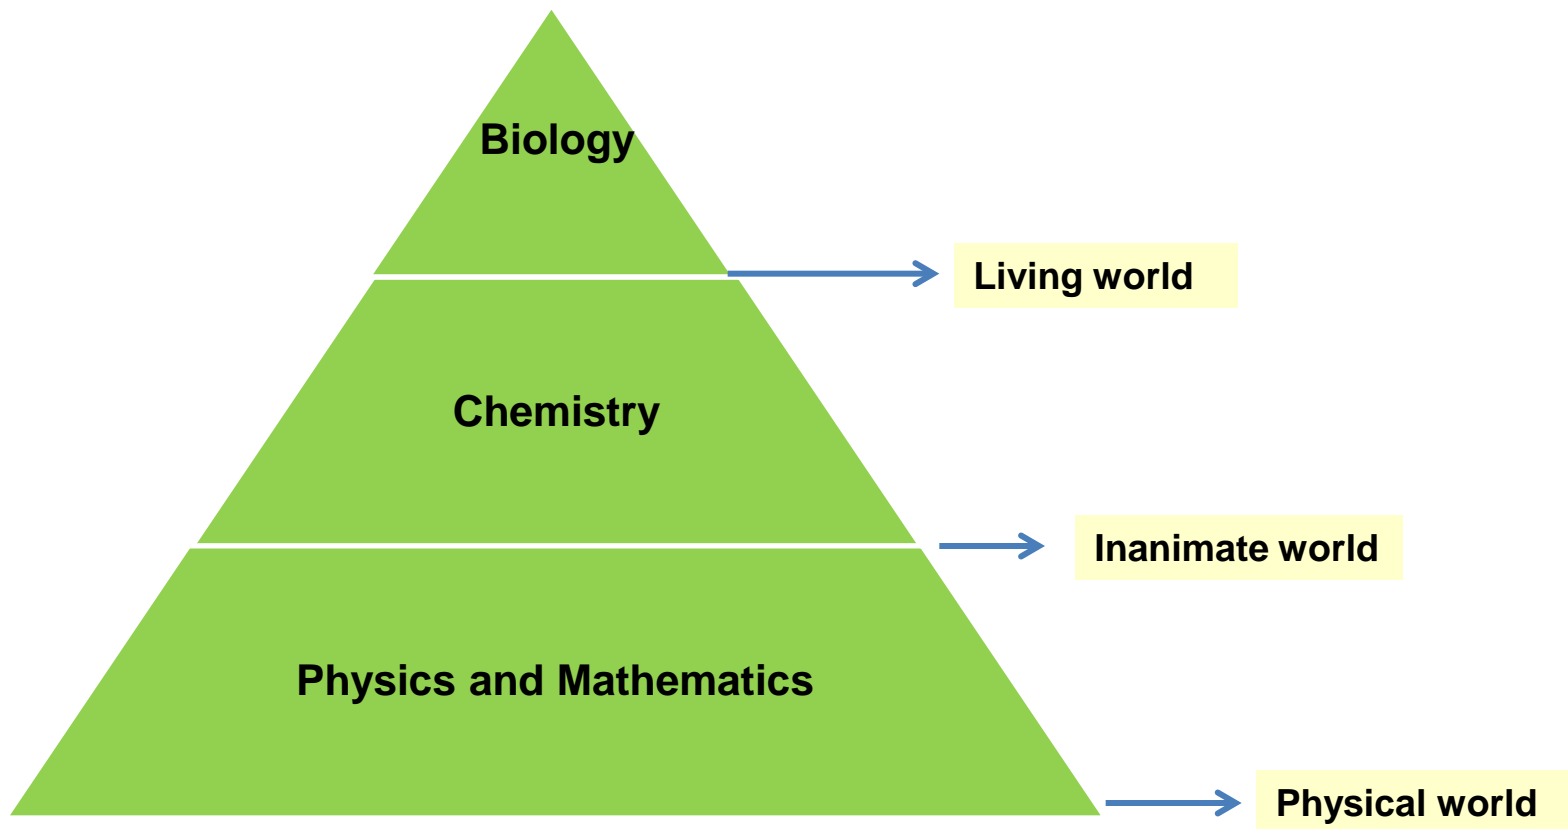 Biology
Living world
Chemistry
Inanimate world
Physics and Mathematics
Physical world